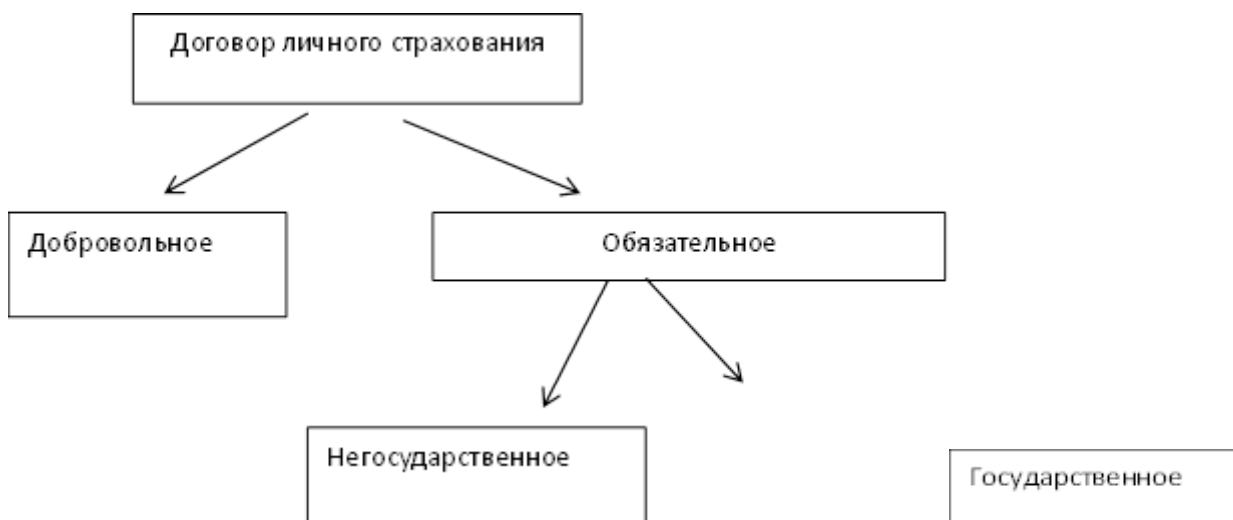 Договор личного страхования
Добровольное
Обязательное
Негосударственное
Государственное